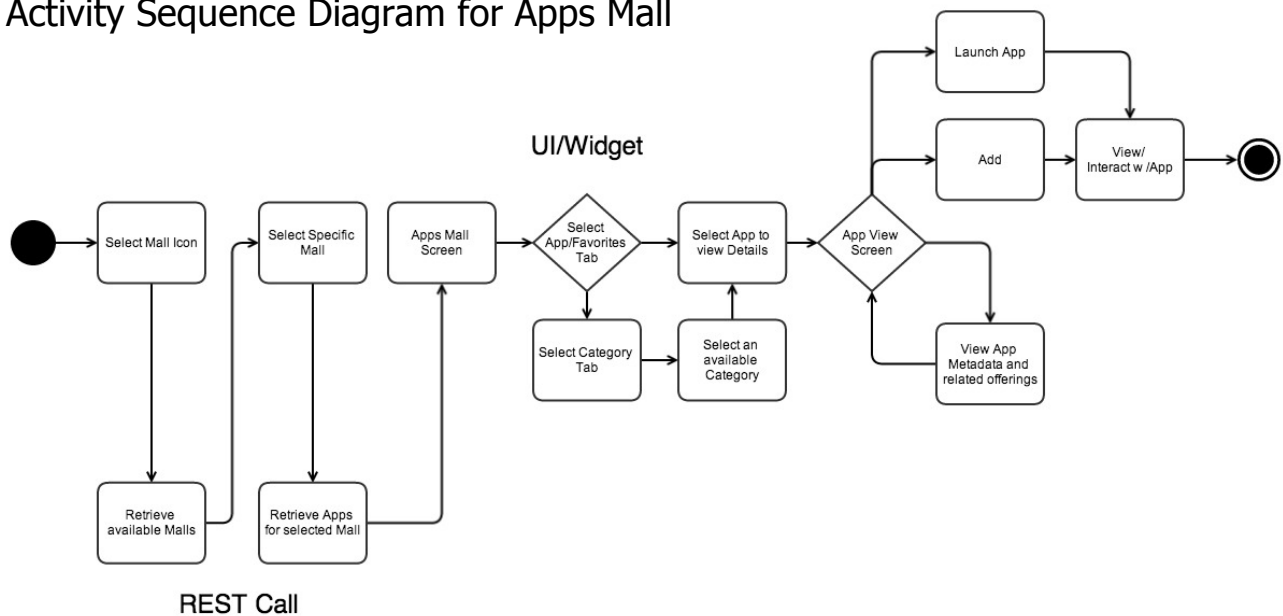 Activity Sequence Diagram for Apps Mall
Launch App
UI/Widget
Add
View/
Interact w /App
Select Mall Icon
Select Specific
Mall
Apps Mall
Screen
Select
App/Favorites
Tab
Select App to
view Details
App View
Screen
Select Category
Tab
Select an
available
Category
View App
Metadata and
related offerings
Retrieve
available Malls
Retrieve Apps
for selected Mall
REST Call